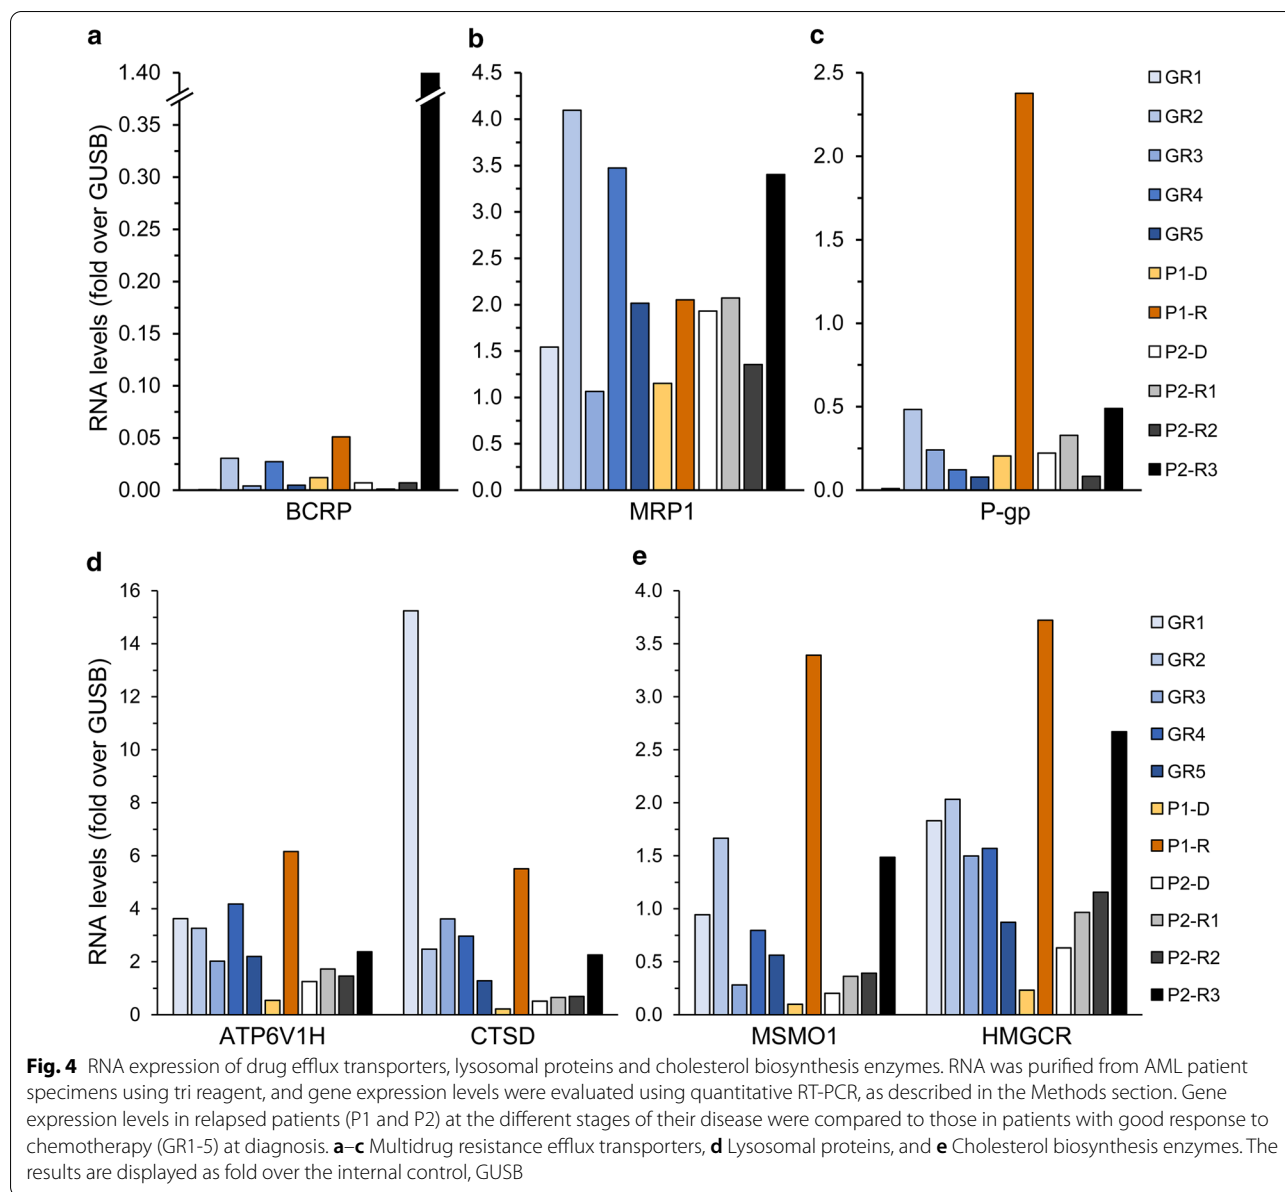 a
b
c
RNA levels (fold over GUSB)
1.40
0.35
0.30
0.25
0.20
0.15
0.10
0.05
0.00
BCRP
4.5
4.0
3.5
3.0
2.5
2.0
1.5
1.0
0.5
0.0
MRP1
2.5
2.0
1.5
1.0
0.5
0.0
P-gp
GR1
GR2
GR3
GR4
GR5
P1-D
P1-R
P2-D
P2-R1
P2-R2
P2-R3
d
e
RNA levels (fold over GUSB)
16
14
12
10
8
6
4
2
0
ATP6V1H
CTSD
4.0
3.5
3.0
2.5
2.0
1.5
1.0
0.5
0.0
MSMO1
HMGCR
GR1
GR2
GR3
GR4
GR5
P1-D
P1-R
P2-D
P2-R1
P2-R2
P2-R3
Fig. 4 RNA expression of drug efflux transporters, lysosomal proteins and cholesterol biosynthesis enzymes. RNA was purified from AML patient
specimens using tri reagent, and gene expression levels were evaluated using quantitative RT-PCR, as described in the Methods section. Gene
expression levels in relapsed patients (P1 and P2) at the different stages of their disease were compared to those in patients with good response to
chemotherapy (GR1-5) at diagnosis. a–c Multidrug resistance efflux transporters, d Lysosomal proteins, and e Cholesterol biosynthesis enzymes. The
results are displayed as fold over the internal control, GUSB